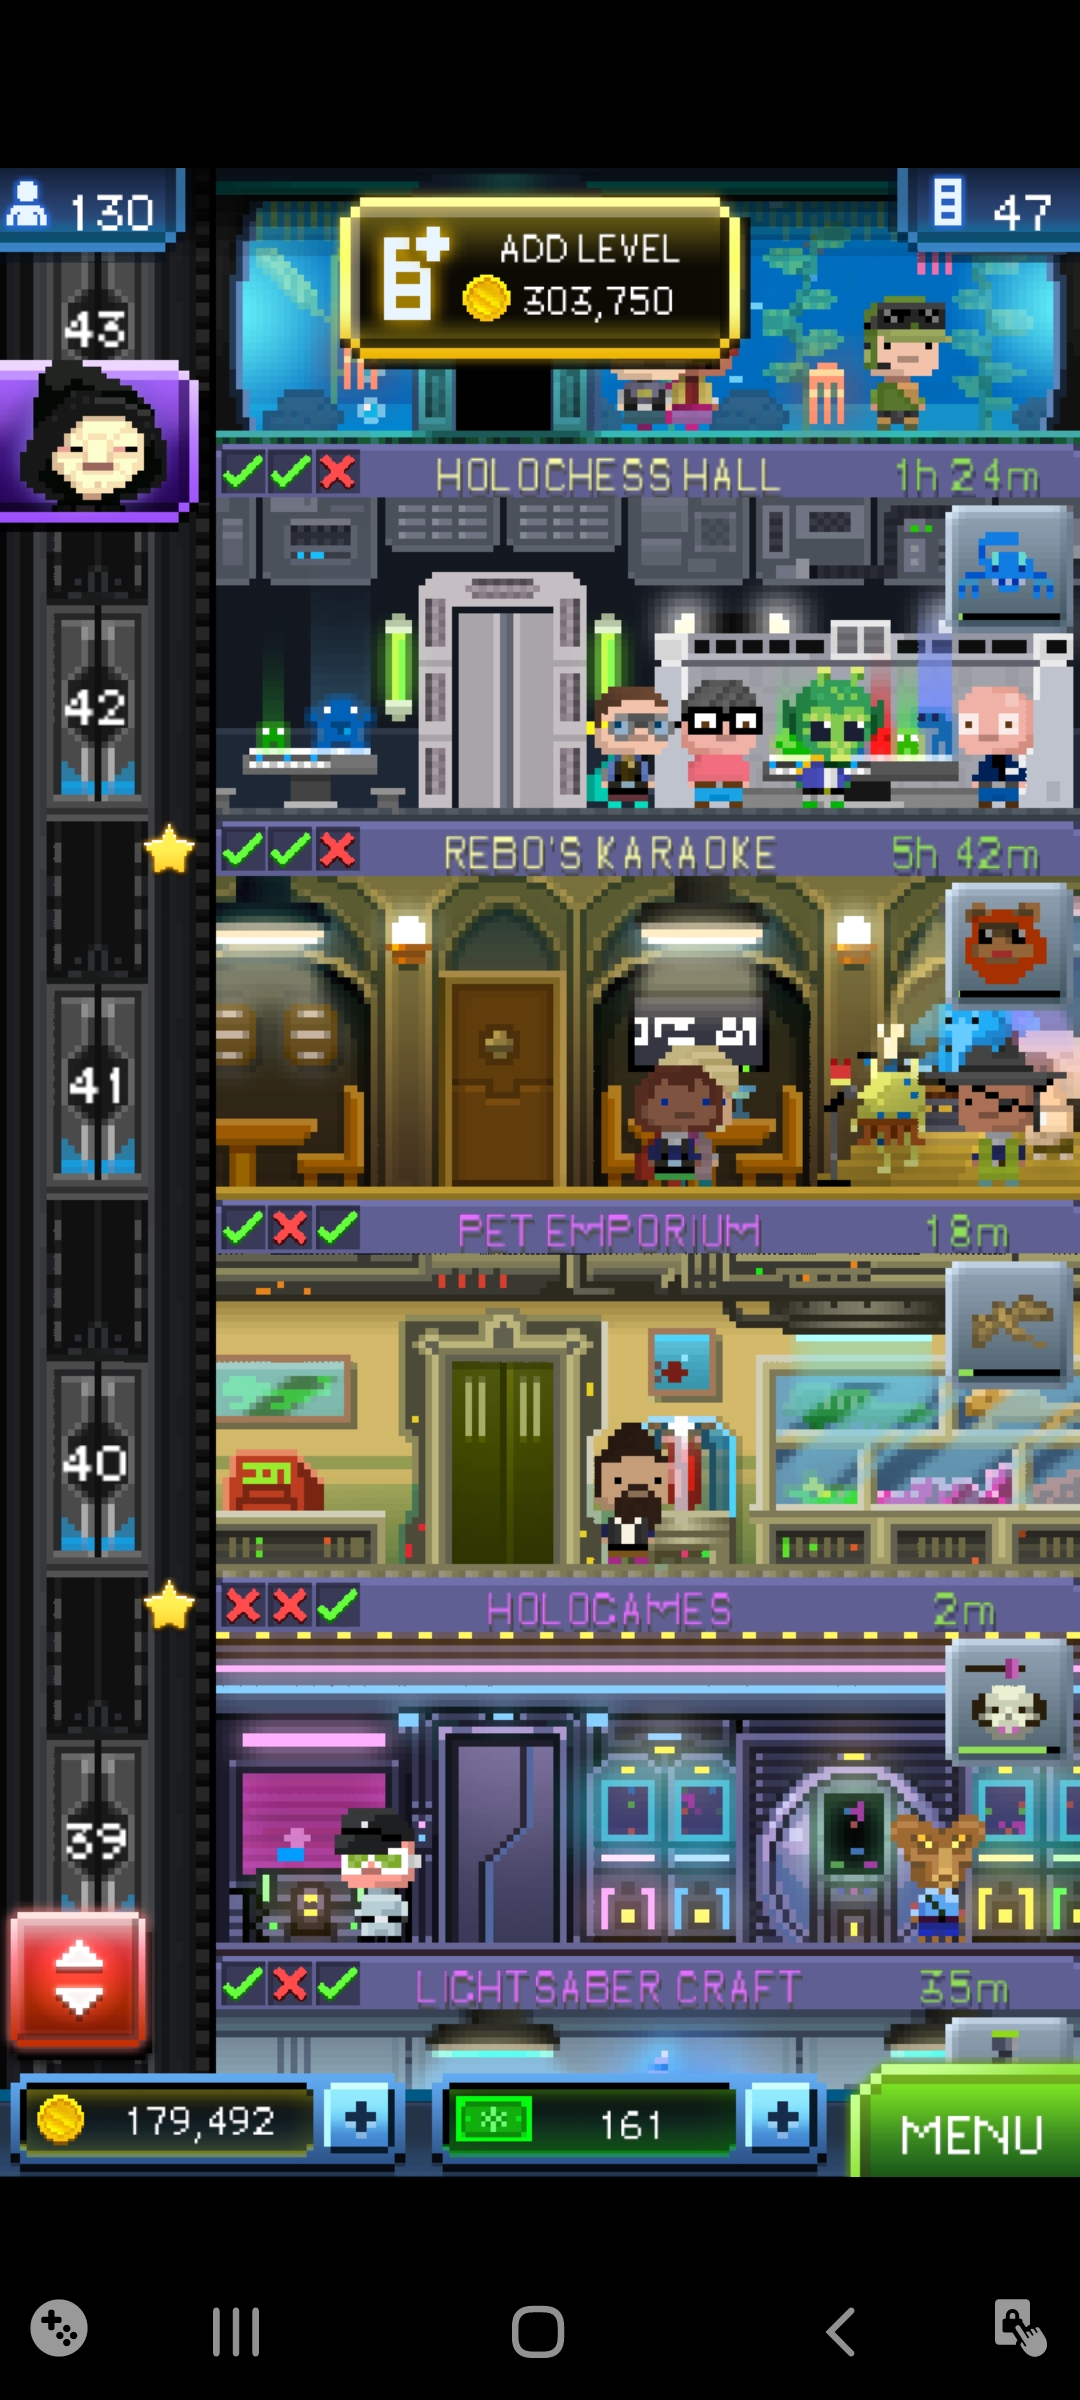 130
47
ADD LEVEL
303,750
43
HOLOCHESS HALL
1h 24m
42
REBO'S KARAOKE
5h 42m
41
PET EMPORIUM
18m
40
HOLOGAMES
2m
39
LIGHTSABER CRAFT
35m
179,492
161
MENU